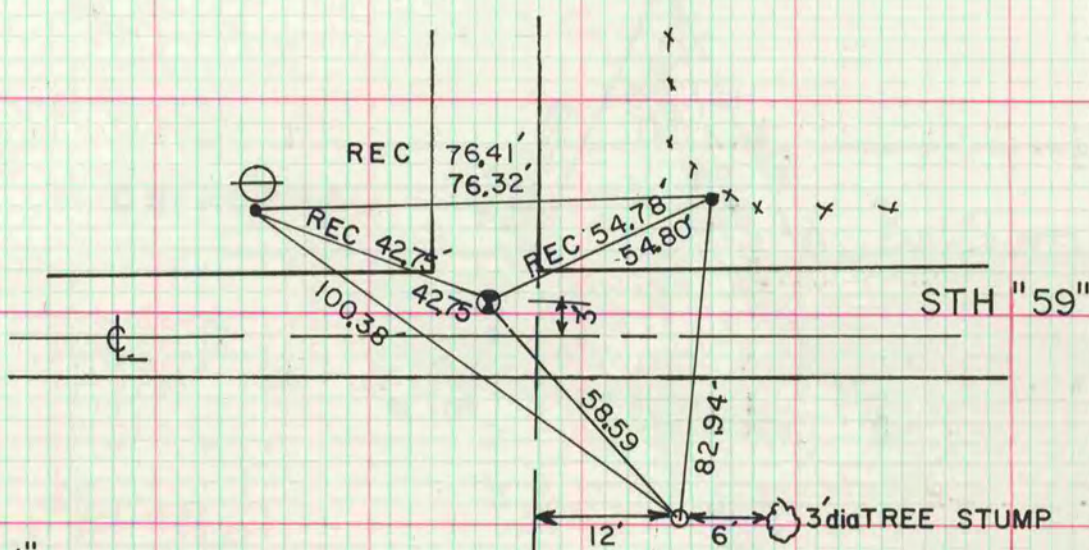 REC 76.41'
76.32'
REC 42.75'
42.75
REC 54.78'
54.80'
100.38'
3'
STH "59"
℄
58.59
82.94'
12'
6'
3'dia TREE STUMP